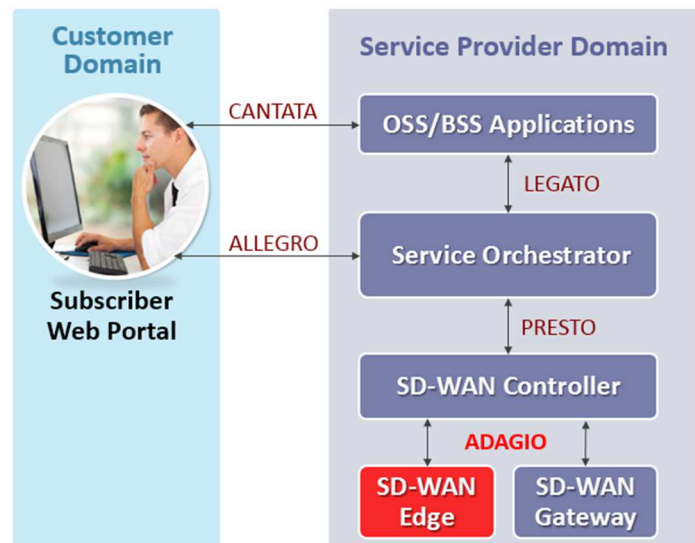 Customer
Domain
Service Provider Domain
CANTATA
OSS/BSS Applications
LEGATO
ALLEGRO
Service Orchestrator
Subscriber
Web Portal
PRESTO
SD-WAN Controller
ADAGIO
SD-WAN
Edge
SD-WAN
Gateway